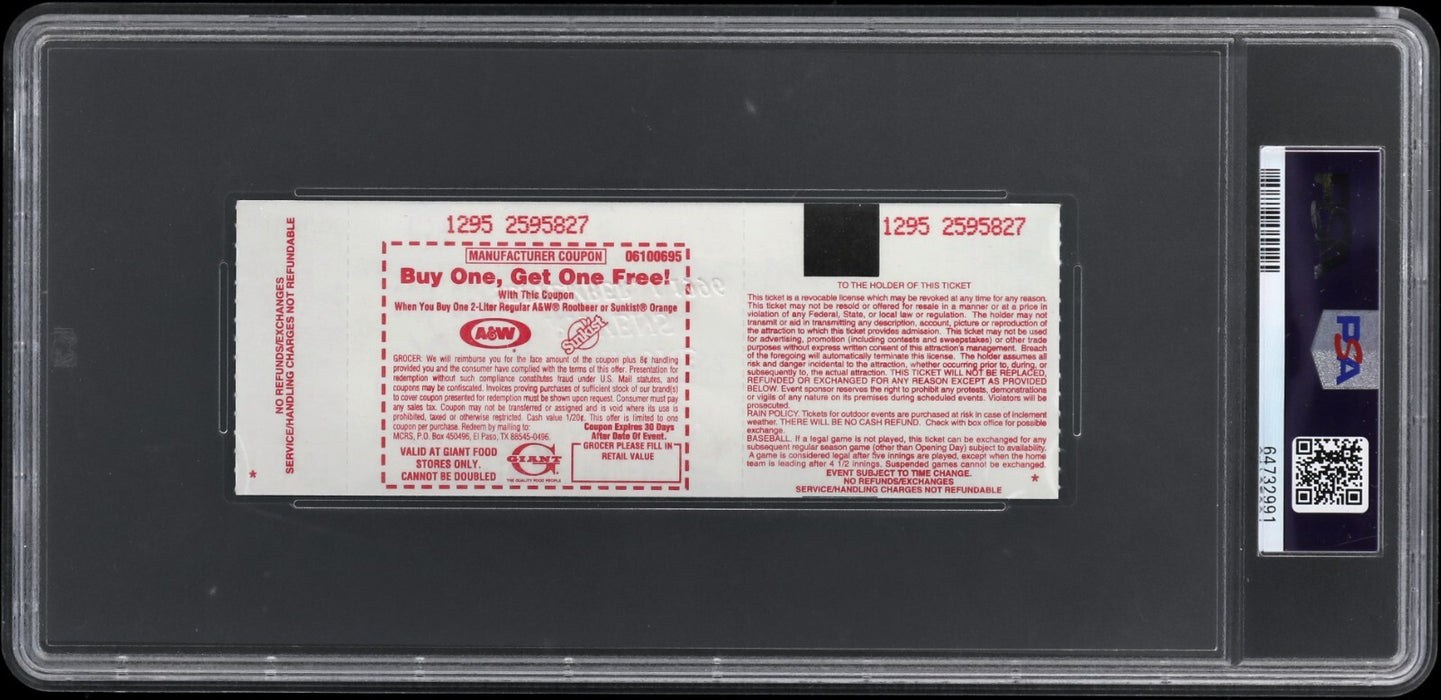 NO REFUNDS/EXCHANGES
SERVICE/HANDLING CHARGES NOT REFUNDABLE
*
1295 2595827
MANUFACTURER COUPON 06100695
Buy One, Get One Free!
With This Coupon
When You Buy One 2-Liter Regular A&W® Rootbeer or Sunkist® Orange
A&W
Sunkist
GROCER: We will reimburse you for the face amount of the coupon plus 8¢ handling
provided you and the consumer have complied with the terms of this offer. Presentation for
redemption without such compliance constitutes fraud under U.S. Mail statutes, and
coupons may be confiscated. Invoices proving purchases of sufficient stock of our brand(s)
to cover coupon presented for redemption must be shown upon request. Consumer must pay
any sales tax. Coupon may not be transferred or assigned and is void where its use is
prohibited, taxed or otherwise restricted. Cash value 1/20¢. This offer is limited to one
coupon per purchase. Redeem by mailing to:
MCRS, P.O. Box 450496, El Paso, TX 88545-0496.
Coupon Expires 30 Days
After Date Of Event.
VALID AT GIANT FOOD
STORES ONLY.
CANNOT BE DOUBLED
GIANT
THE QUALITY FOOD PEOPLE
GROCER PLEASE FILL IN
RETAIL VALUE
1295 2595827
TO THE HOLDER OF THIS TICKET
This ticket is a revocable license which may be revoked at any time for any reason.
This ticket may not be resold or offered for resale in a manner or at a price in
violation of any Federal, State, or local law or regulation. The holder may not
transmit or aid in transmitting any description, account, picture or reproduction of
the attraction to which this ticket provides admission. This ticket may not be used
for advertising, promotion (including contests and sweepstakes) or other trade
purposes without express written consent of this attraction's management. Breach
of the foregoing will automatically terminate this license. The holder assumes all
risk and danger incidental to the attraction, whether occurring prior to, during, or
subsequently to, the actual attraction. THIS TICKET WILL NOT BE REPLACED,
REFUNDED OR EXCHANGED FOR ANY REASON EXCEPT AS PROVIDED
BELOW. Event sponsor reserves the right to prohibit any protests, demonstrations
or vigils of any nature on its premises during scheduled events. Violators will be
prosecuted.
RAIN POLICY. Tickets for outdoor events are purchased at risk in case of inclement
weather. THERE WILL BE NO CASH REFUND. Check with box office for possible
exchange.
BASEBALL. If a legal game is not played, this ticket can be exchanged for any
subsequent regular season game (other than Opening Day) subject to availability.
A game is considered legal after five innings are played, except when the home
team is leading after 4 1/2 innings. Suspended games cannot be exchanged.
EVENT SUBJECT TO TIME CHANGE.
NO REFUNDS/EXCHANGES
SERVICE/HANDLING CHARGES NOT REFUNDABLE
*
PSA
PSA
64732991